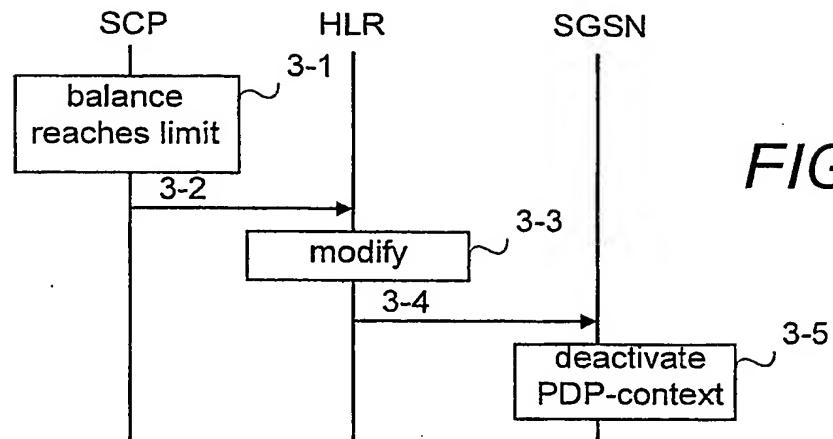 SCP HLR SGSN
3-1
balance
reaches limit
3-2
3-3
modify
3-4
3-5
deactivate
PDP-context
FIG